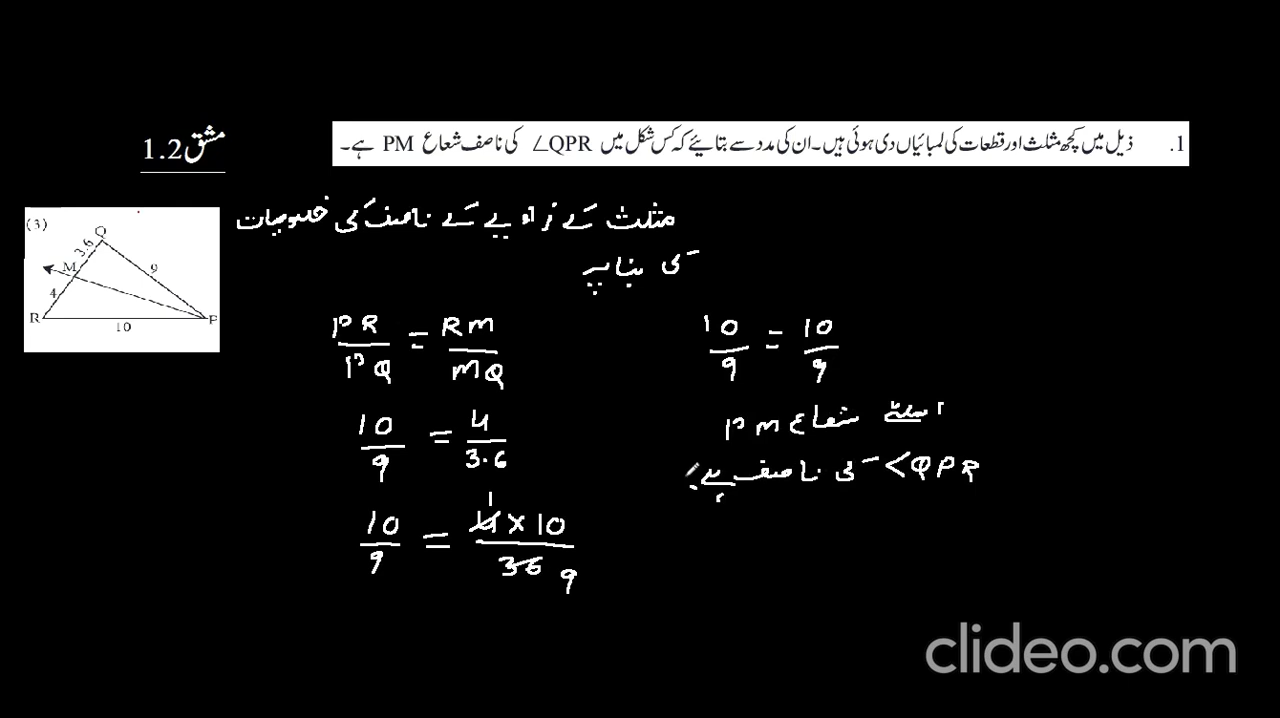 مشق 1.2
1. ذیل میں کچھ مثلث اور قطعات کی لمبائیاں دی ہوئی ہیں۔ ان کی مدد سے بتائیے کہ کس شکل میں ∠QPR کی ناصف شعاع PM ہے۔
(3)
Q
3.6
M
9
4
R
10
P
مثلث کے زاویے کے ناصف کی خصوصیات
کی بنا پر
PR/PQ = RM/MQ
10/9 = 4/3.6
10/9 = 4 1 × 10/36 9
10/9 = 10/9
اسلئے شعاع PM
∠QPR کی ناصف ہے۔
clideo.com